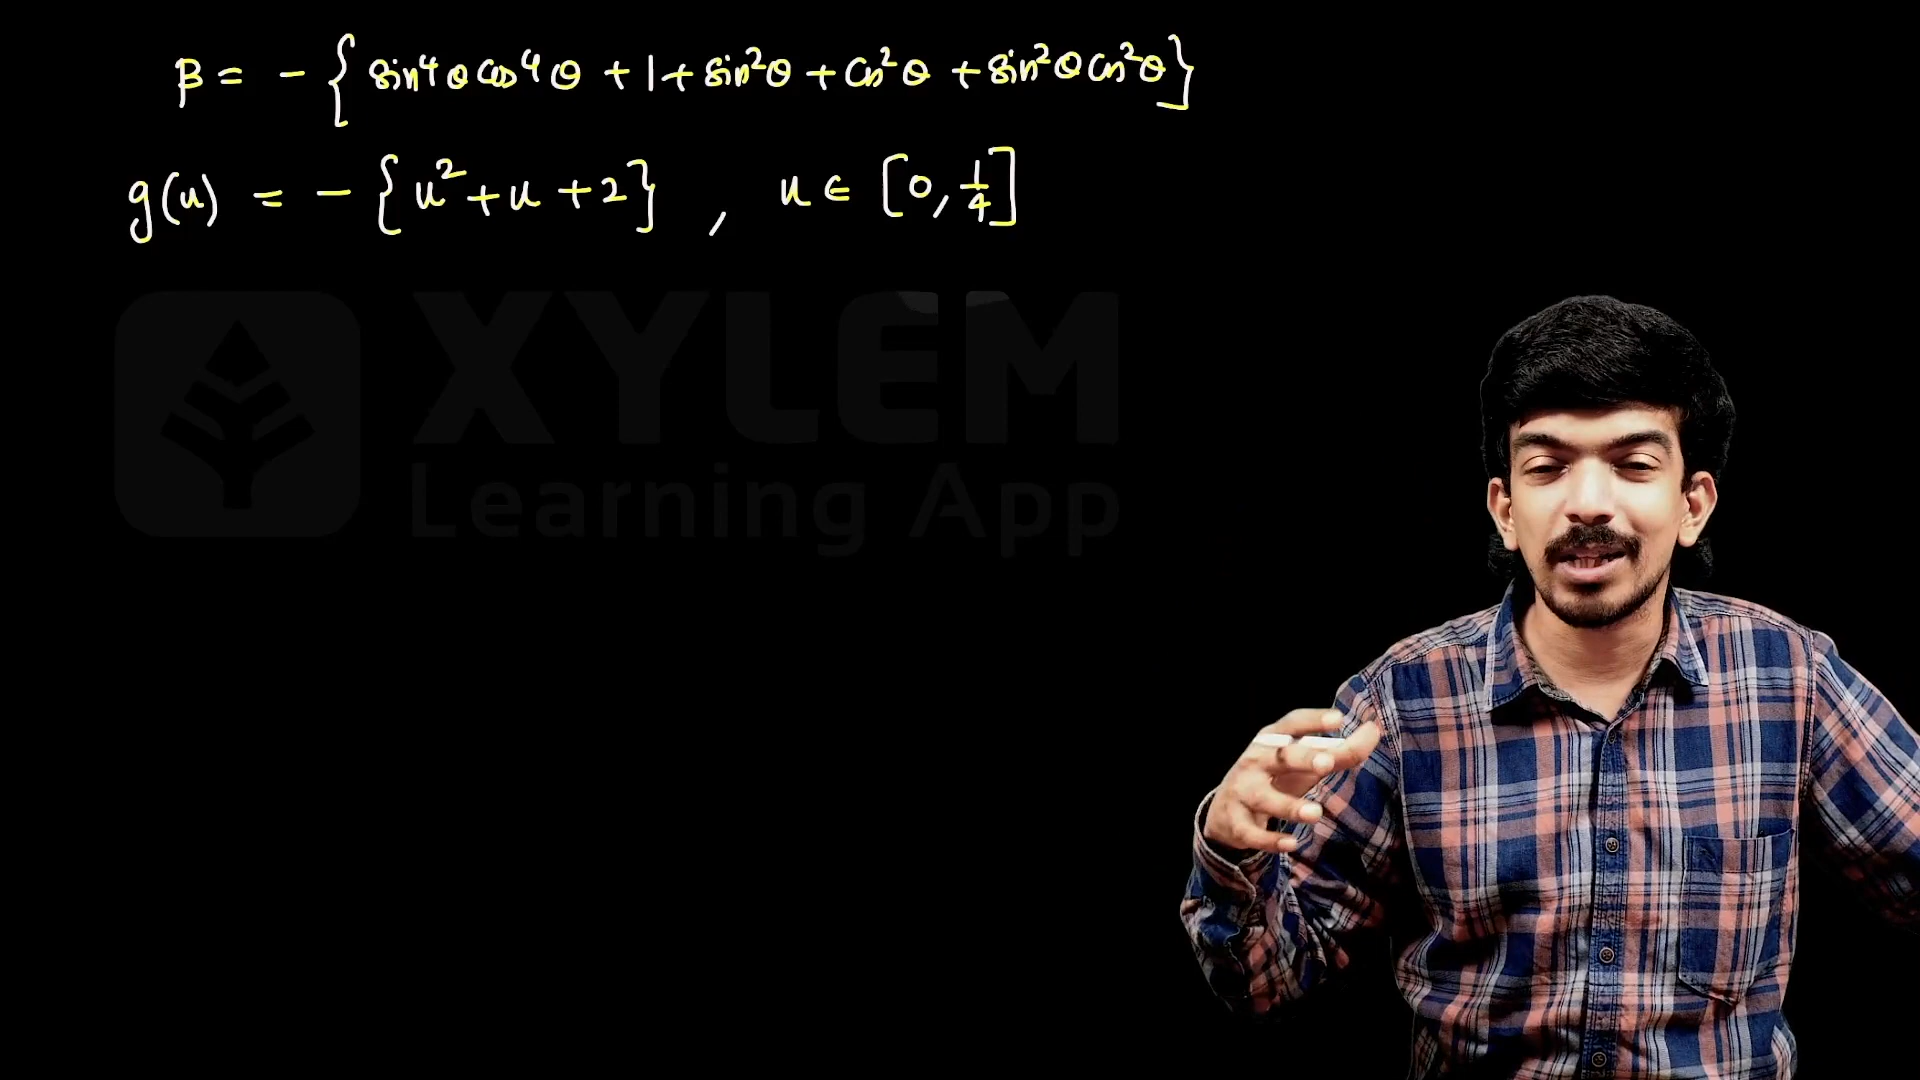 β = - { sin⁴θ cos⁴θ + 1 + sin²θ + cos²θ + sin²θ cos²θ }
g(u) = - { u² + u + 2 } , u ∈ [0, 1/4]
XYLEM
Learning App